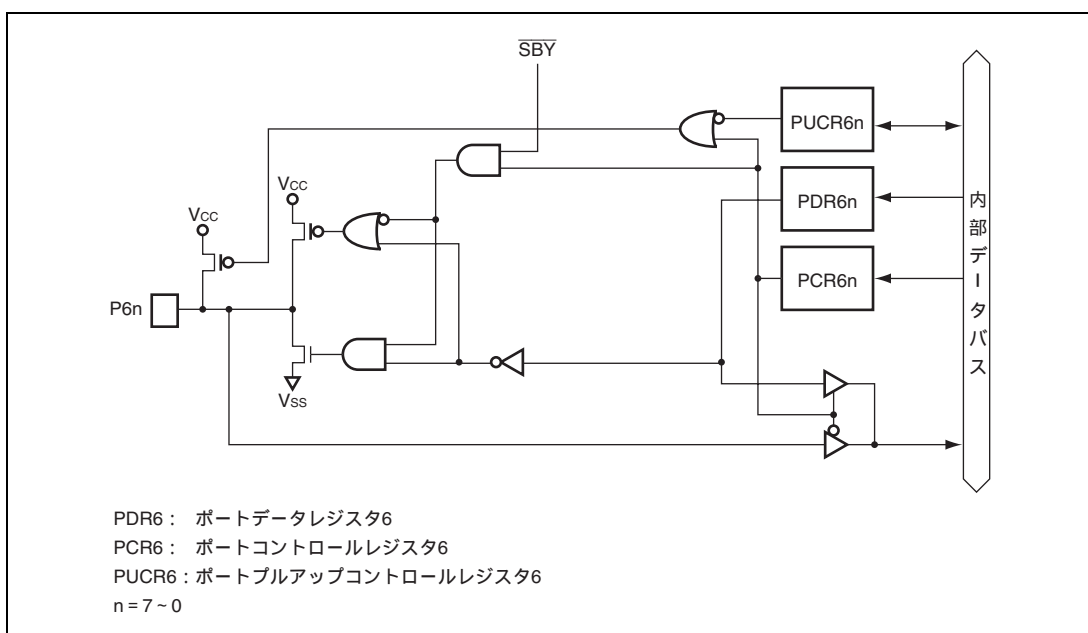 SBY
PUCR6n
VCC
VCC
PDR6n
PCR6n
P6n
VSS
内部データバス
PDR6： ポートデータレジスタ6
PCR6： ポートコントロールレジスタ6
PUCR6：ポートプルアップコントロールレジスタ6
n = 7 ~ 0